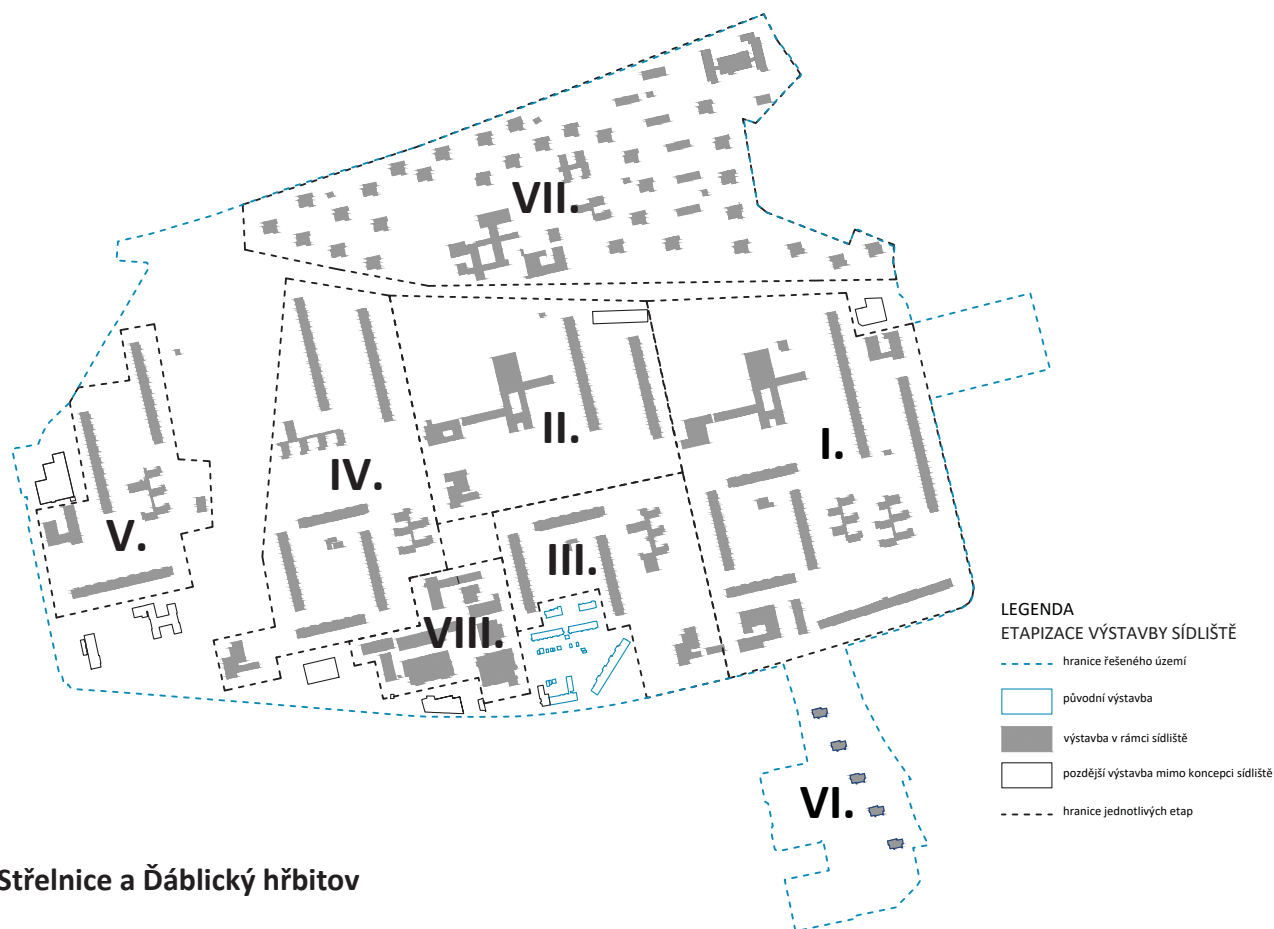 VII.
II.
I.
IV.
V.
III.
VIII.
VI.
LEGENDA
ETAPIZACE VÝSTAVBY SÍDLIŠTĚ
hranice řešeného území
původní výstavba
výstavba v rámci sídliště
pozdější výstavba mimo koncepci sídliště
hranice jednotlivých etap
Střelnice a Ďáblický hřbitov